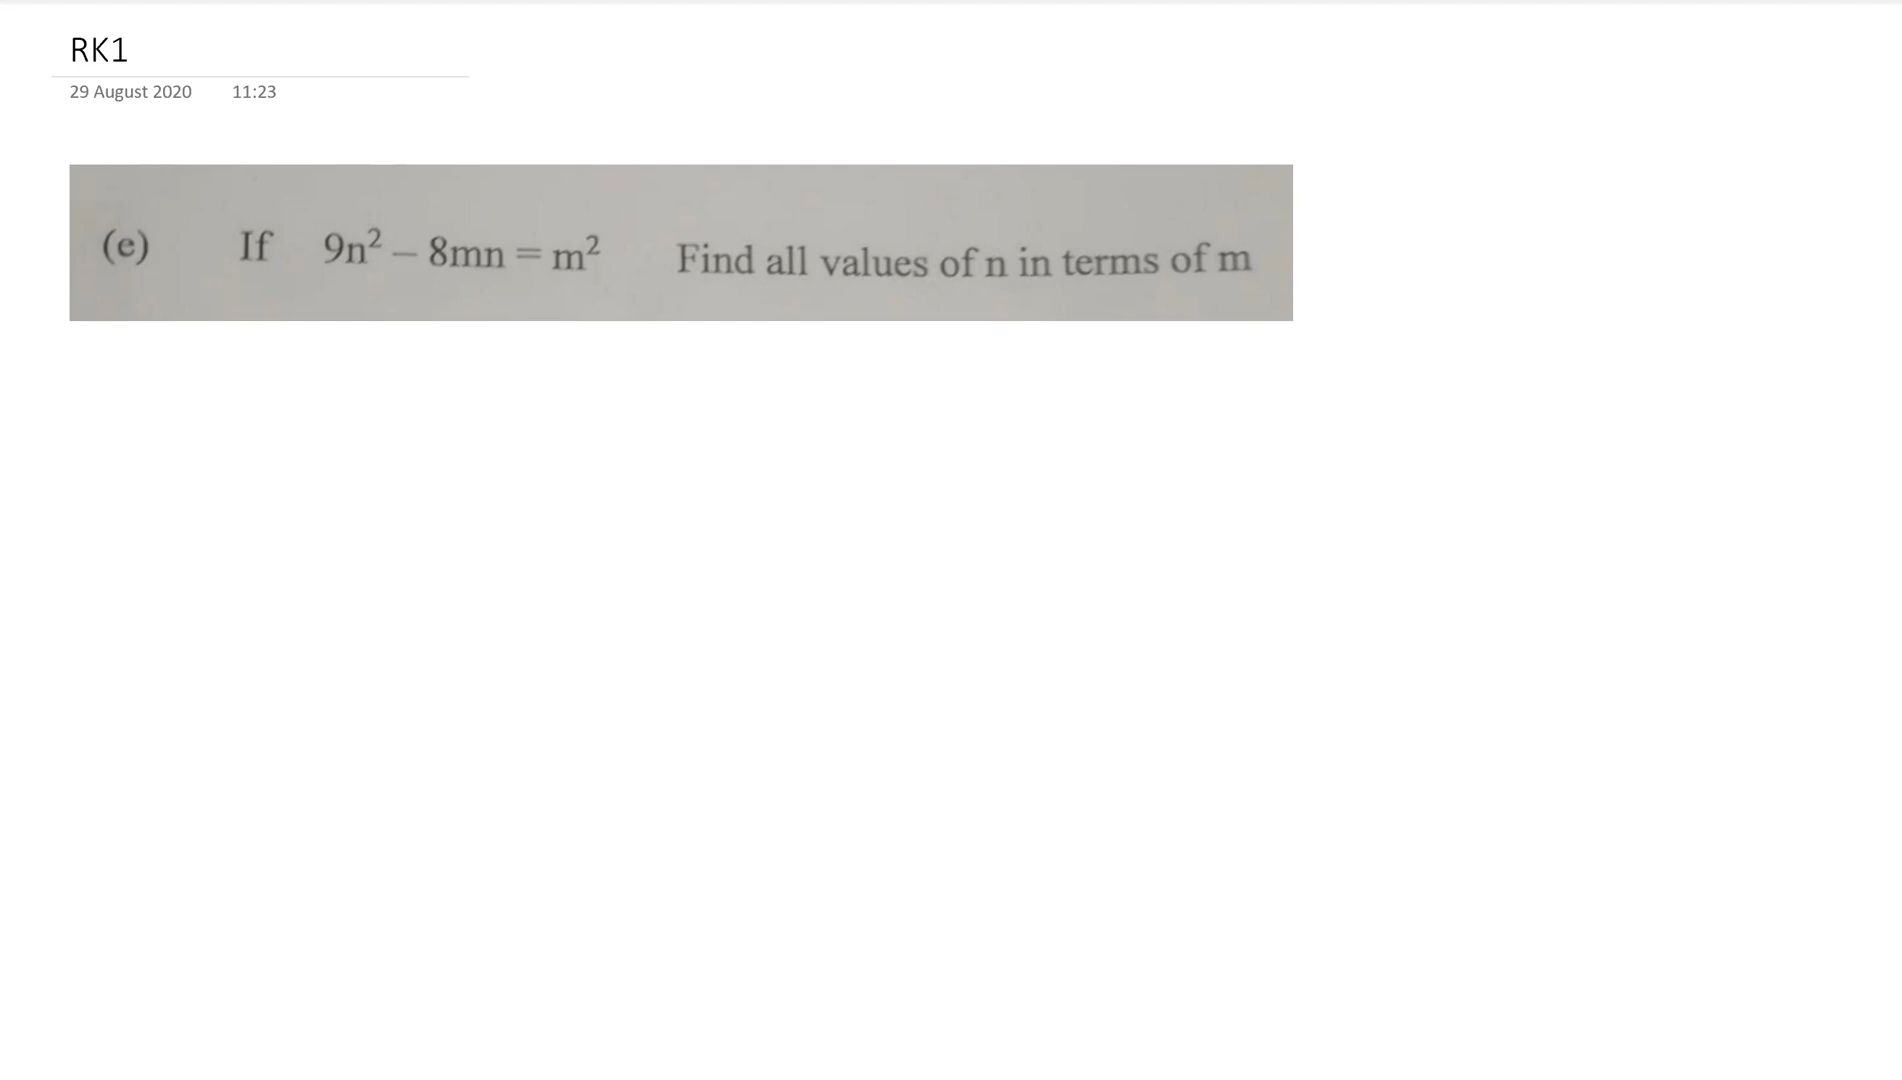 RK1
29 August 2020 11:23
(e) If 9n² – 8mn = m² Find all values of n in terms of m